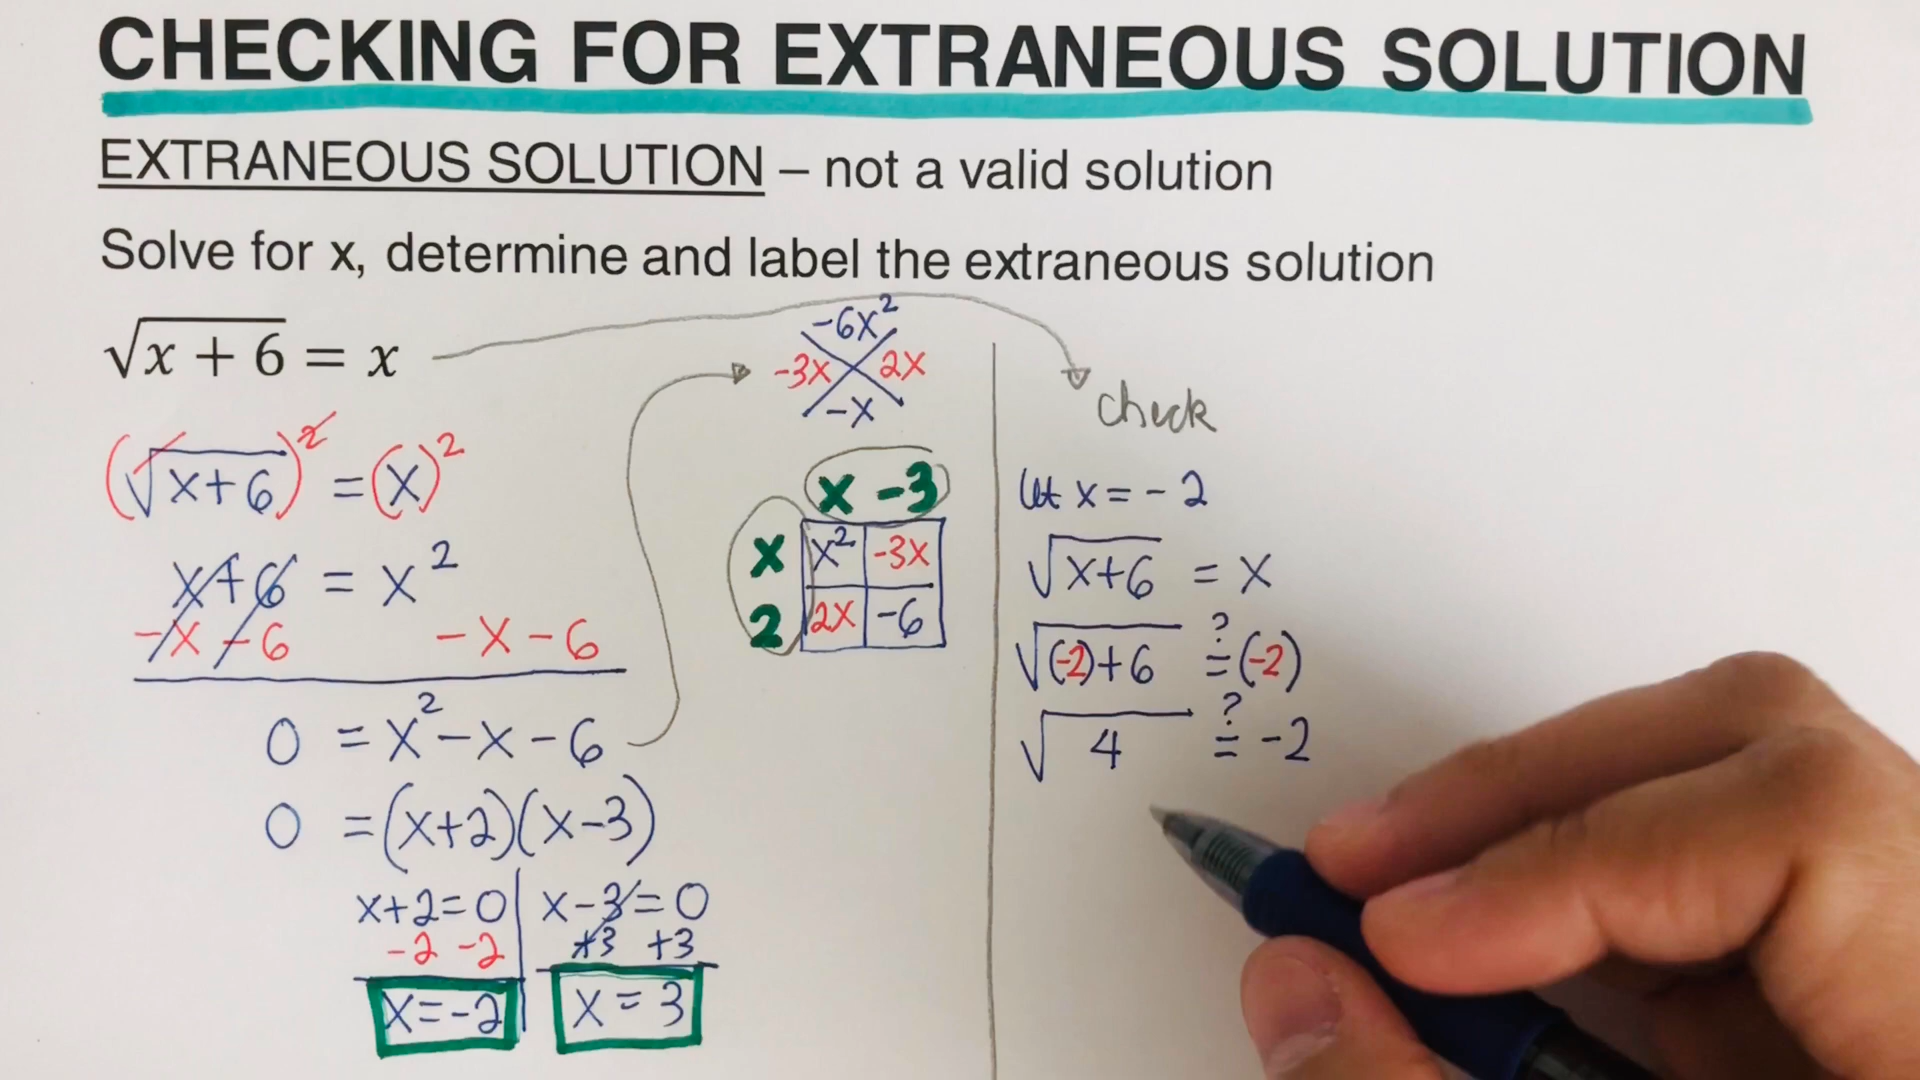 CHECKING FOR EXTRANEOUS SOLUTION
EXTRANEOUS SOLUTION – not a valid solution
Solve for x, determine and label the extraneous solution
√x + 6 = x
(√x+6)² = (x)²
x+6 = x²
-x -6 -x -6
0 = x² - x - 6
0 = (x+2)(x-3)
x+2=0 x-3=0
-2 -2 +3 +3
x=-2 x=3
-6x²
-3x 2x
-x
x -3
x x² -3x
2 2x -6
check
let x = -2
√x+6 = x
√(-2)+6 ≟ (-2)
√4 ≟ -2